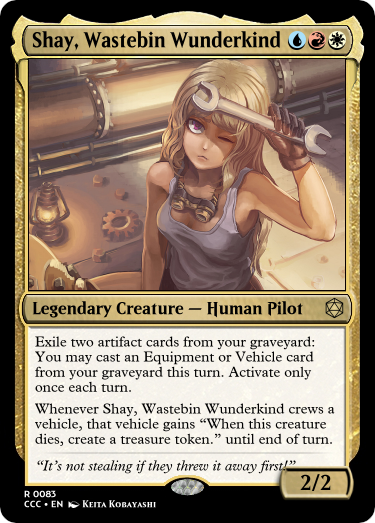 Shay, Wastebin Wunderkind
Legendary Creature — Human Pilot
Exile two artifact cards from your graveyard:
You may cast an Equipment or Vehicle card
from your graveyard this turn. Activate only
once each turn.
Whenever Shay, Wastebin Wunderkind crews a
vehicle, that vehicle gains “When this creature
dies, create a treasure token.” until end of turn.
“It’s not stealing if they threw it away first!”
2/2
R 0083
CCC • EN Keita Kobayashi